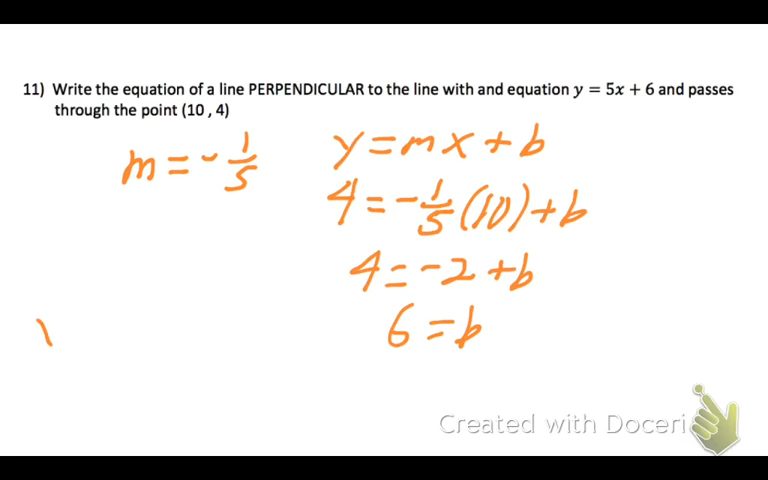 11) Write the equation of a line PERPENDICULAR to the line with and equation y = 5x + 6 and passes
through the point (10 , 4)
m = -1/5
y = mx + b
4 = -1/5 (10) + b
4 = -2 + b
6 = b
Created with Doceri